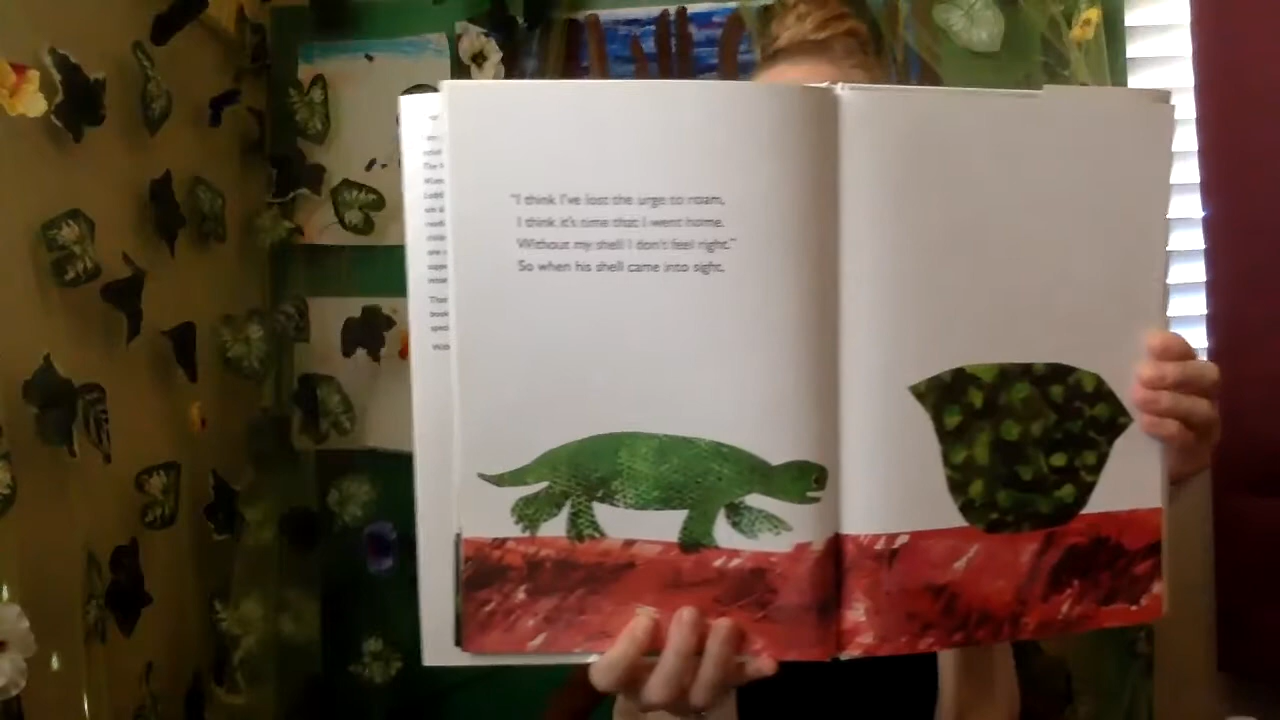 "I think I've lost the urge to roam,
I think it's time that I went home.
Without my shell I don't feel right."
So when his shell came into sight,